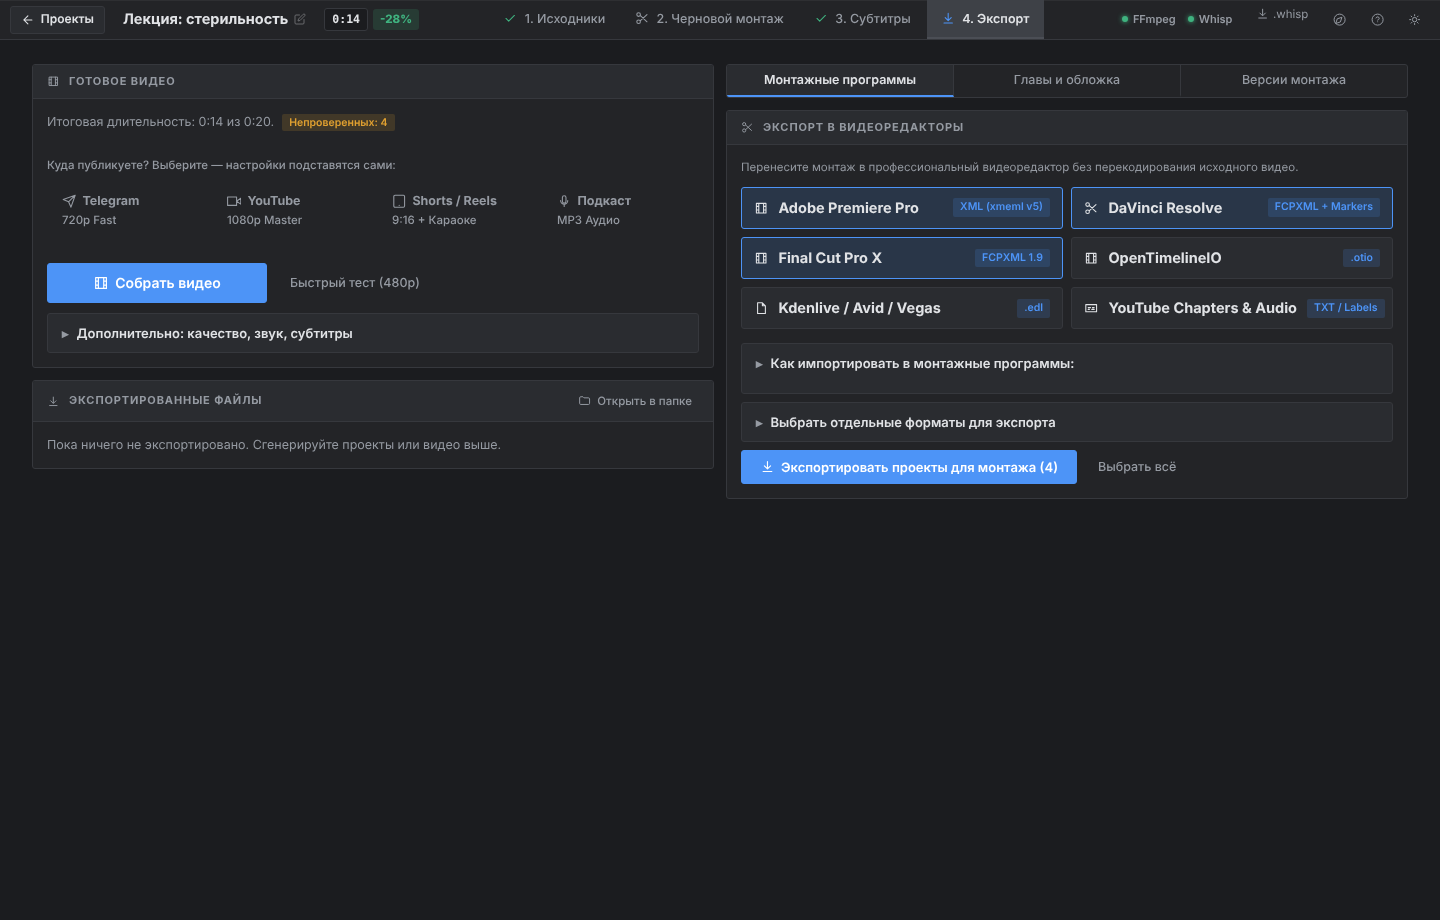 Проекты
Лекция: стерильность
0:14
-28%
1. Исходники
2. Черновой монтаж
3. Субтитры
4. Экспорт
FFmpeg
Whisp
.whisp
ГОТОВОЕ ВИДЕО
Итоговая длительность: 0:14 из 0:20.
Непроверенных: 4
Куда публикуете? Выберите — настройки подставятся сами:
Telegram
720p Fast
YouTube
1080p Master
Shorts / Reels
9:16 + Караоке
Подкаст
MP3 Аудио
Собрать видео
Быстрый тест (480p)
Дополнительно: качество, звук, субтитры
ЭКСПОРТИРОВАННЫЕ ФАЙЛЫ
Открыть в папке
Пока ничего не экспортировано. Сгенерируйте проекты или видео выше.
Монтажные программы
Главы и обложка
Версии монтажа
ЭКСПОРТ В ВИДЕОРЕДАКТОРЫ
Перенесите монтаж в профессиональный видеоредактор без перекодирования исходного видео.
Adobe Premiere Pro
XML (xmeml v5)
DaVinci Resolve
FCPXML + Markers
Final Cut Pro X
FCPXML 1.9
OpenTimelineIO
.otio
Kdenlive / Avid / Vegas
.edl
YouTube Chapters & Audio
TXT / Labels
Как импортировать в монтажные программы:
Выбрать отдельные форматы для экспорта
Экспортировать проекты для монтажа (4)
Выбрать всё